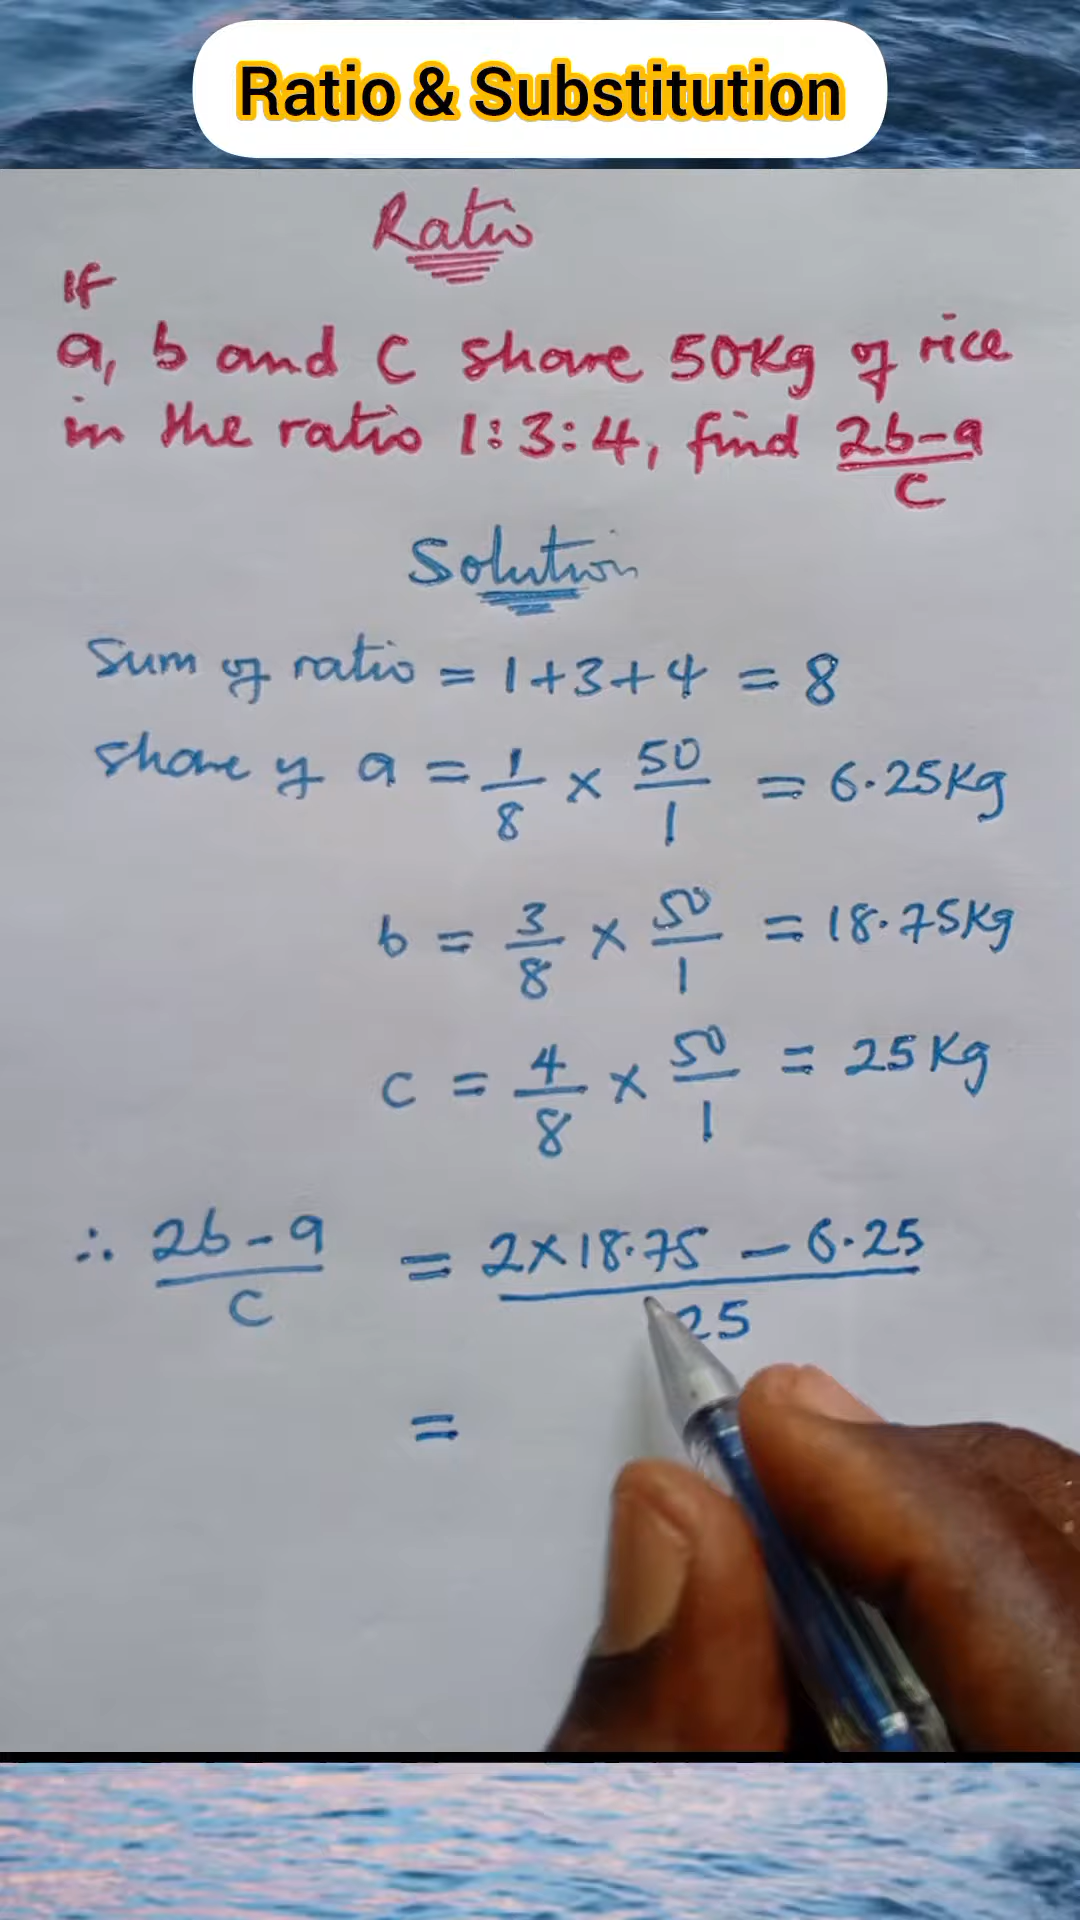 Ratio & Substitution
Ratio
If
a, b and c share 50Kg of rice
in the ratio 1:3:4, find 2b-a/c
Solution
Sum of ratio = 1+3+4 = 8
share of a = 1/8 × 50/1 = 6.25Kg
b = 3/8 × 50/1 = 18.75Kg
c = 4/8 × 50/1 = 25Kg
∴ 2b-a/c = 2×18.75 - 6.25/25
=